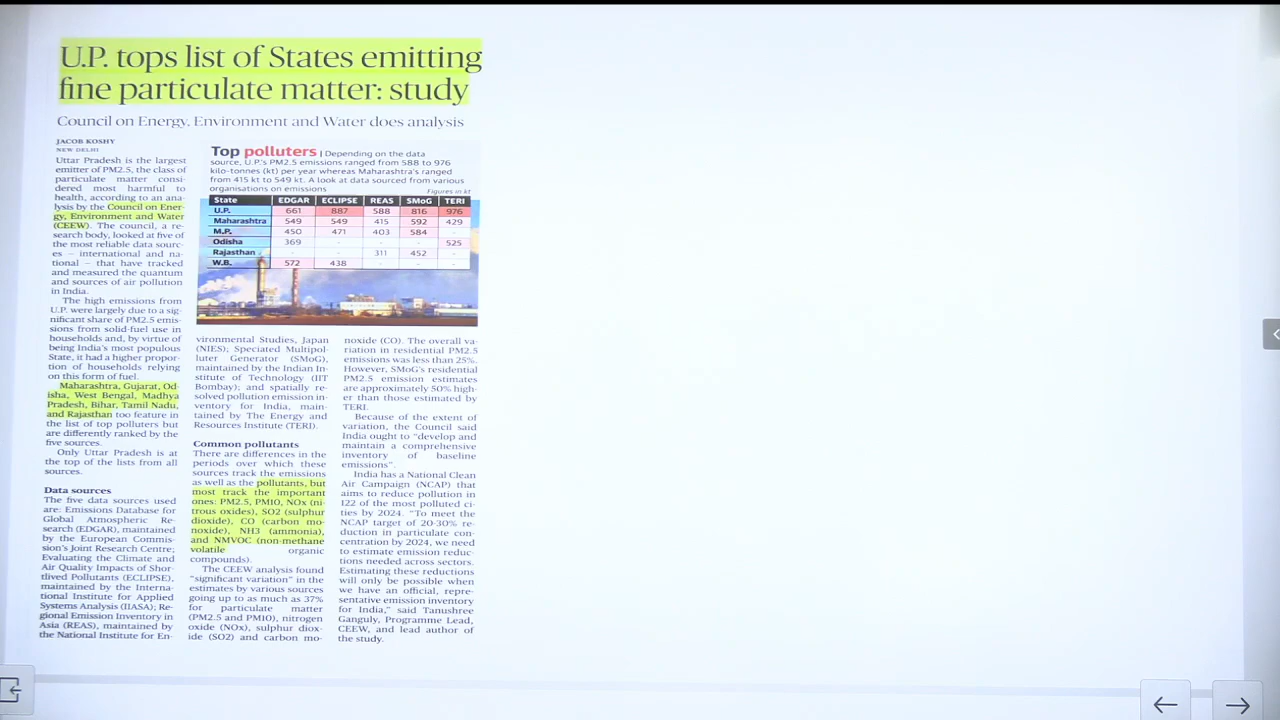 U.P. tops list of States emitting
fine particulate matter: study
Council on Energy, Environment and Water does analysis
JACOB KOSHY
NEW DELHI
Uttar Pradesh is the largest
emitter of PM2.5, the class of
particulate matter consi-
dered most harmful to
health, according to an ana-
lysis by the Council on Ener-
gy, Environment and Water
(CEEW). The council, a re-
search body, looked at five of
the most reliable data sourc-
es – international and na-
tional – that have tracked
and measured the quantum
and sources of air pollution
in India.
The high emissions from
U.P. were largely due to a sig-
nificant share of PM2.5 emis-
sions from solid-fuel use in
households and, by virtue of
being India's most populous
State, it had a higher propor-
tion of households relying
on this form of fuel.
Maharashtra, Gujarat, Od-
isha, West Bengal, Madhya
Pradesh, Bihar, Tamil Nadu,
and Rajasthan too feature in
the list of top polluters but
are differently ranked by the
five sources.
Only Uttar Pradesh is at
the top of the lists from all
sources.
Data sources
The five data sources used
are: Emissions Database for
Global Atmospheric Re-
search (EDGAR), maintained
by the European Commis-
sion's Joint Research Centre;
Evaluating the Climate and
Air Quality Impacts of Shor-
tlived Pollutants (ECLIPSE),
maintained by the Interna-
tional Institute for Applied
Systems Analysis (IIASA); Re-
gional Emission Inventory in
Asia (REAS), maintained by
the National Institute for En-
Top polluters | Depending on the data
source, U.P.'s PM2.5 emissions ranged from 588 to 976
kilo-tonnes (kt) per year whereas Maharashtra's ranged
from 415 kt to 549 kt. A look at data sourced from various
organisations on emissions
Figures in kt
State EDGAR ECLIPSE REAS SMoG TERI
U.P. 661 887 588 816 976
Maharashtra 549 549 415 592 429
M.P. 450 471 403 584 -
Odisha 369 - - - 525
Rajasthan - - 311 452 -
W.B. 572 438 - - -
vironmental Studies, Japan
(NIES); Speciated Multipol-
luter Generator (SMoG),
maintained by the Indian In-
stitute of Technology (IIT
Bombay); and spatially re-
solved pollution emission in-
ventory for India, main-
tained by The Energy and
Resources Institute (TERI).
Common pollutants
There are differences in the
periods over which these
sources track the emissions
as well as the pollutants, but
most track the important
ones: PM2.5, PM10, NOx (ni-
trous oxides), SO2 (sulphur
dioxide), CO (carbon mo-
noxide), NH3 (ammonia),
and NMVOC (non-methane
volatile organic
compounds).
The CEEW analysis found
"significant variation" in the
estimates by various sources
going up to as much as 37%
for particulate matter
(PM2.5 and PM10), nitrogen
oxide (NOx), sulphur diox-
ide (SO2) and carbon mo-
noxide (CO). The overall va-
riation in residential PM2.5
emissions was less than 25%.
However, SMoG's residential
PM2.5 emission estimates
are approximately 50% high-
er than those estimated by
TERI.
Because of the extent of
variation, the Council said
India ought to "develop and
maintain a comprehensive
inventory of baseline
emissions".
India has a National Clean
Air Campaign (NCAP) that
aims to reduce pollution in
122 of the most polluted ci-
ties by 2024. "To meet the
NCAP target of 20-30% re-
duction in particulate con-
centration by 2024, we need
to estimate emission reduc-
tions needed across sectors.
Estimating these reductions
will only be possible when
we have an official, repre-
sentative emission inventory
for India," said Tanushree
Ganguly, Programme Lead,
CEEW, and lead author of
the study.